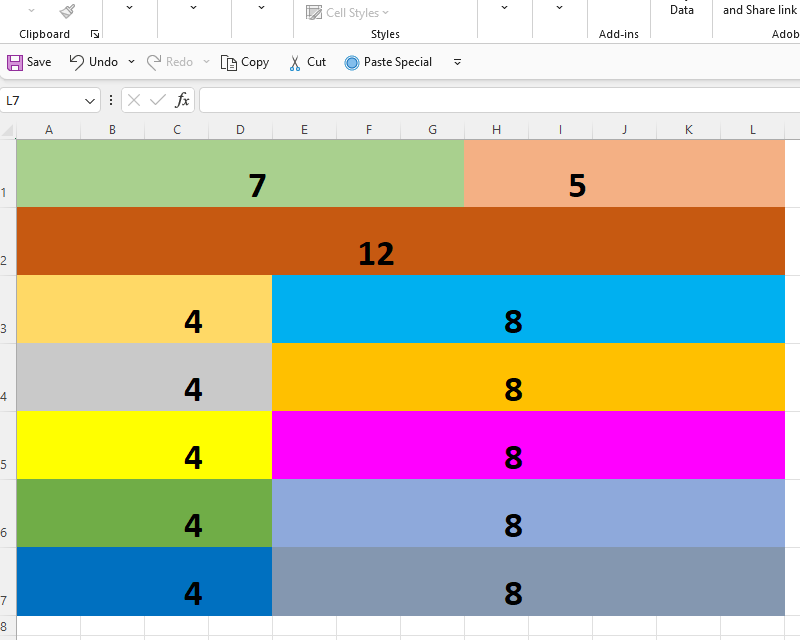 Cell Styles
Data
and Share link
Clipboard
Styles
Add-ins
Adob
Save
Undo
Redo
Copy
Cut
Paste Special
L7
fx
A B C D E F G H I J K L
1 7 5
2 12
3 4 8
4 4 8
5 4 8
6 4 8
7 4 8
8